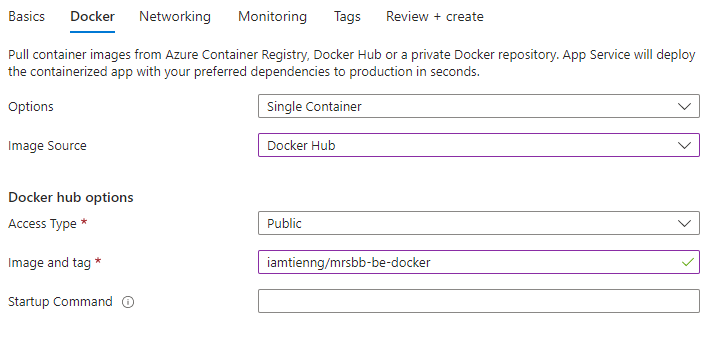 Basics Docker Networking Monitoring Tags Review + create
Pull container images from Azure Container Registry, Docker Hub or a private Docker repository. App Service will deploy
the containerized app with your preferred dependencies to production in seconds.
Options Single Container
Image Source Docker Hub
Docker hub options
Access Type * Public
Image and tag * iamtienng/mrsbb-be-docker
Startup Command